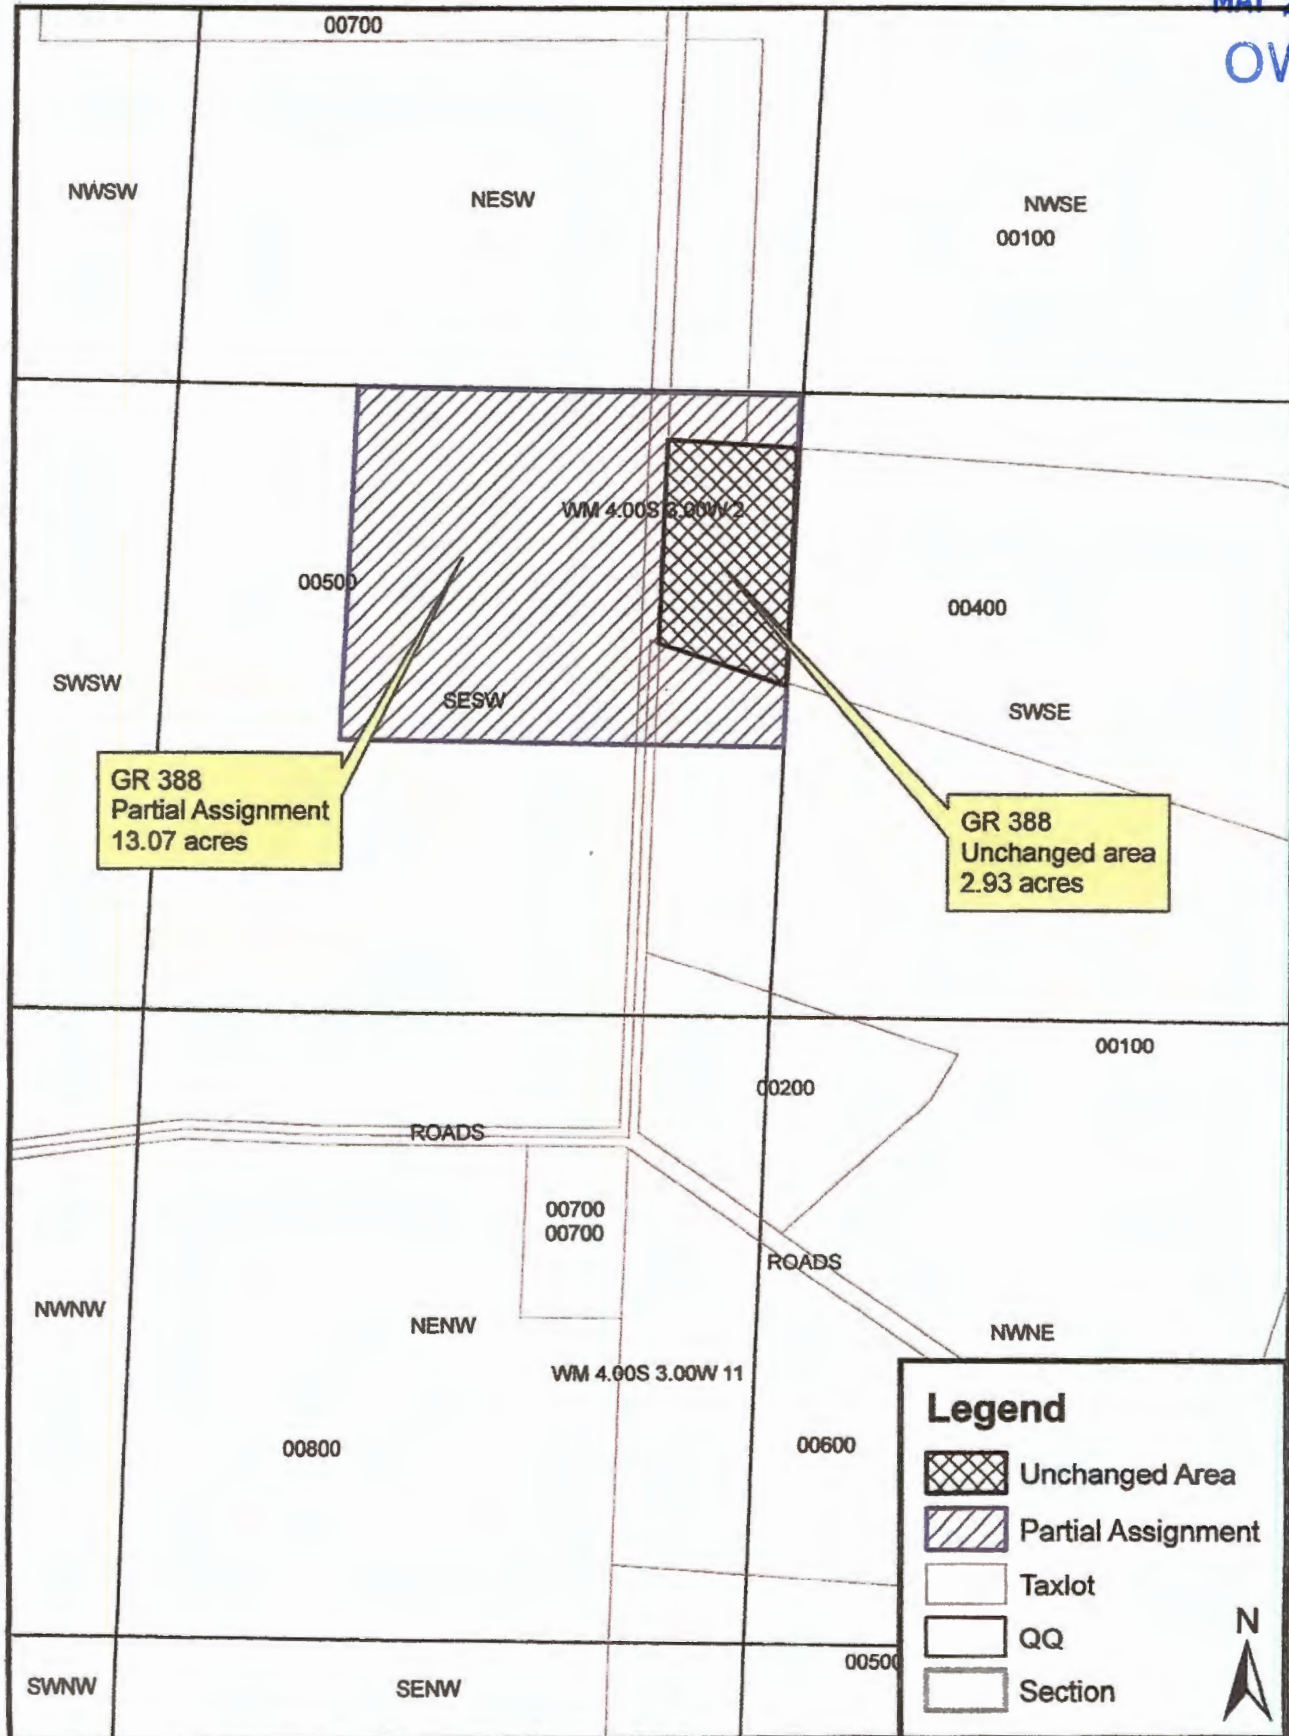 00700
NWSW
NESW
NWSE
00100
WM 4.00S 3.00W 2
00500
00400
SWSW
SESW
SWSE
GR 388
Partial Assignment
13.07 acres
GR 388
Unchanged area
2.93 acres
00100
00200
ROADS
00700
00700
ROADS
NWNW
NENW
NWNE
WM 4.00S 3.00W 11
00800
00600
Legend
Unchanged Area
Partial Assignment
Taxlot
QQ
Section
N
SWNW
SENW